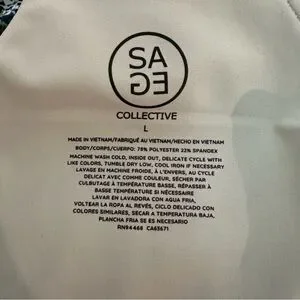 SA
GE
COLLECTIVE
L
MADE IN VIETNAM/FABRIQUÉ AU VIETNAM/HECHO EN VIETNAM
BODY/CORPS/CUERPO: 78% POLYESTER 22% SPANDEX
MACHINE WASH COLD, INSIDE OUT, DELICATE CYCLE WITH
LIKE COLORS, TUMBLE DRY LOW, COOL IRON IF NECESSARY
LAVAGE EN MACHINE FROIDE, À L'ENVERS, AU CYCLE
DELICAT AVEC COMME COULEUR, SÉCHER PAR
CULBUTAGE À TEMPÉRATURE BASSE, RÉPASSER À
BASSE TEMPÉRATURE SI NÉCESSAIRE
LAVAR EN LAVADORA CON AGUA FRIA,
VOLTEAR LA ROPA AL REVÉS, CICLO DELICADO CON
COLORES SIMILARES, SECAR A TEMPERATURA BAJA,
PLANCHA FRIA SE ES NECESARIO
RN94468 CA63671